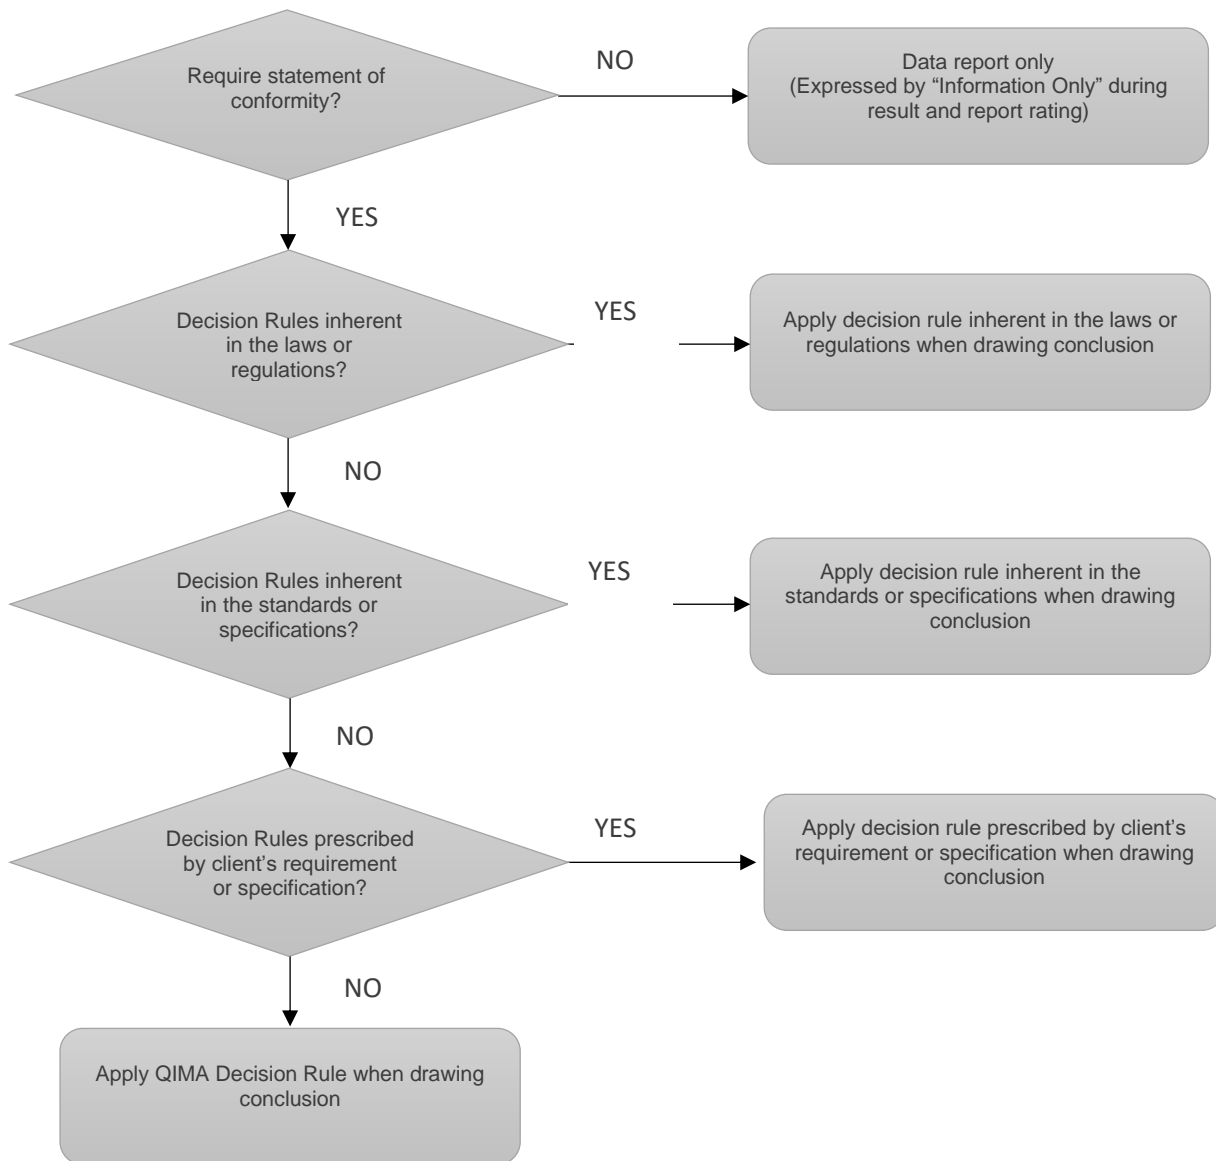 Require statement of
conformity?
NO
Data report only
(Expressed by “Information Only” during
result and report rating)
YES
Decision Rules inherent
in the laws or
regulations?
YES
Apply decision rule inherent in the laws or
regulations when drawing conclusion
NO
Decision Rules inherent
in the standards or
specifications?
YES
Apply decision rule inherent in the
standards or specifications when drawing
conclusion
NO
Decision Rules prescribed
by client’s requirement
or specification?
YES
Apply decision rule prescribed by client’s
requirement or specification when drawing
conclusion
NO
Apply QIMA Decision Rule when drawing
conclusion